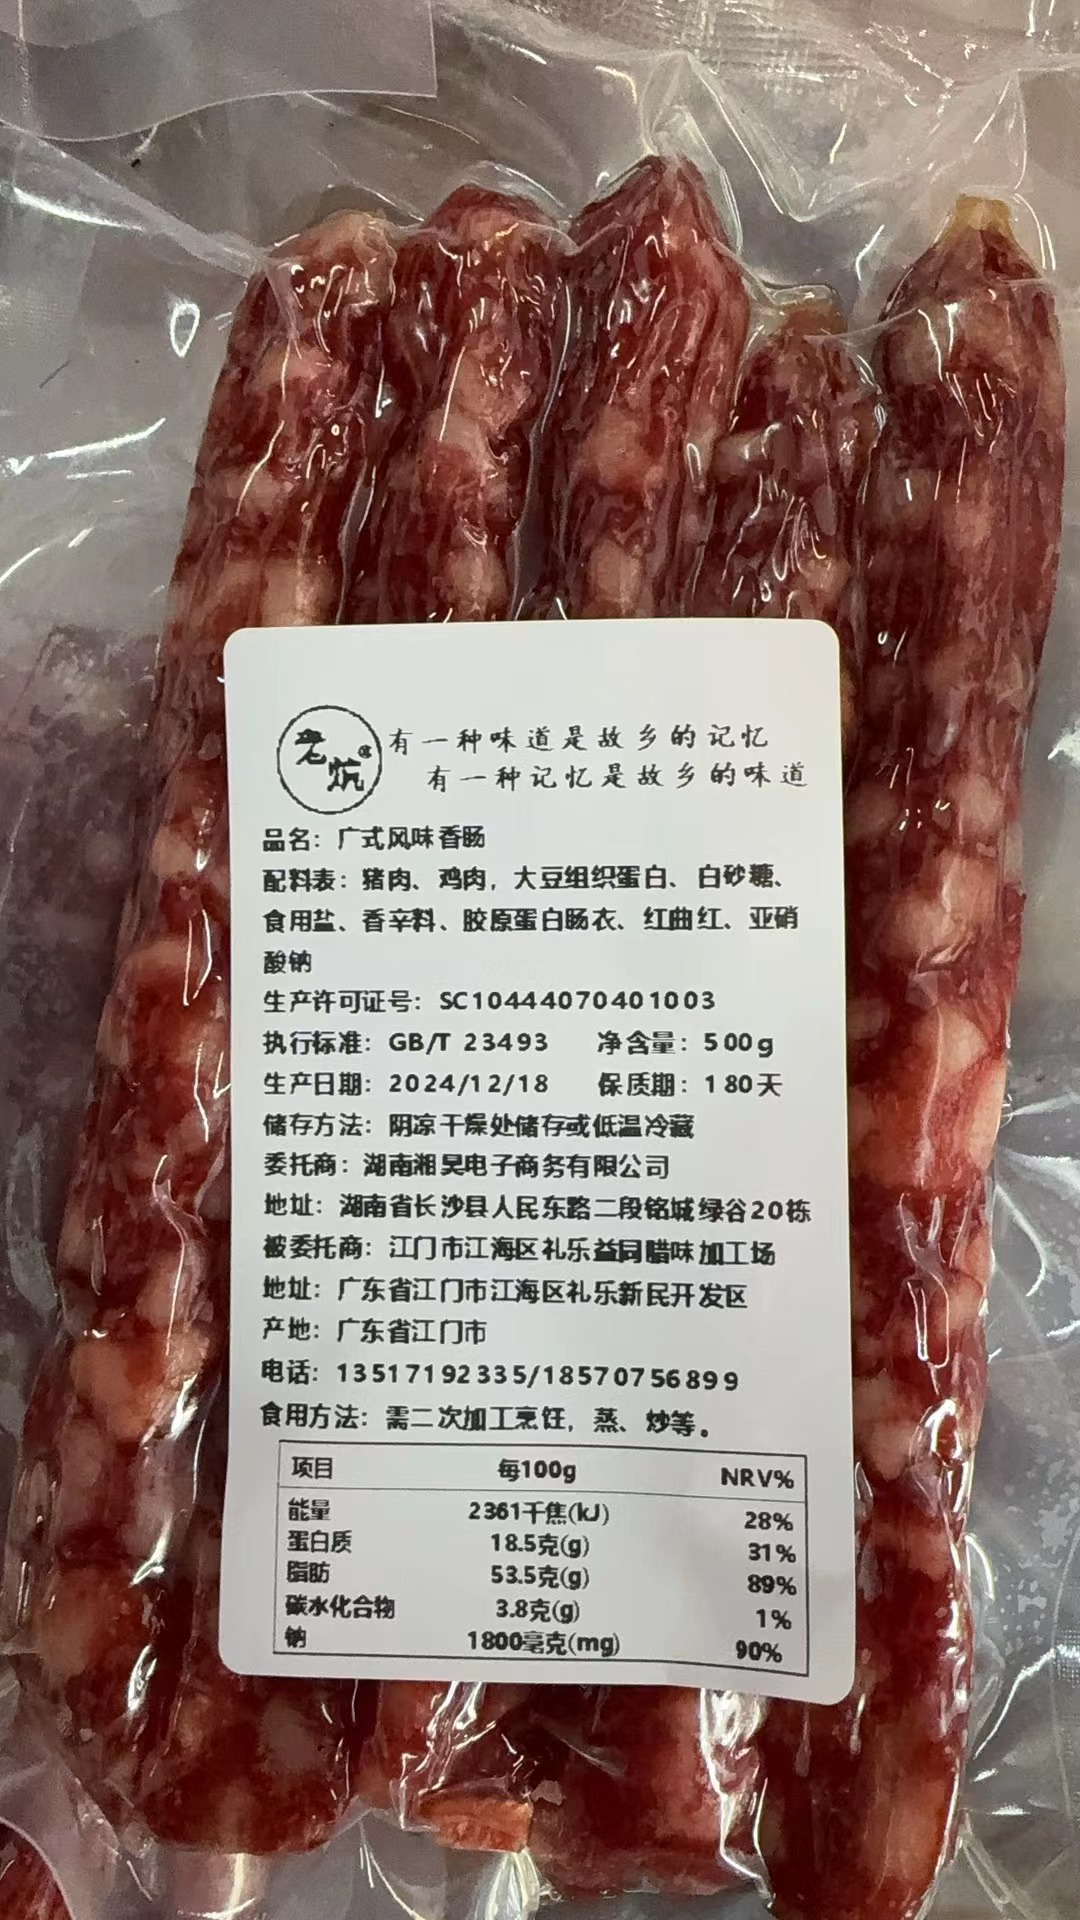 老炕
有一种味道是故乡的记忆
有一种记忆是故乡的味道
品名：广式风味香肠
配料表：猪肉、鸡肉，大豆组织蛋白、白砂糖、
食用盐、香辛料、胶原蛋白肠衣、红曲红、亚硝
酸钠
生产许可证号：SC10444070401003
执行标准：GB/T 23493 净含量：500g
生产日期：2024/12/18 保质期：180天
储存方法：阴凉干燥处储存或低温冷藏
委托商：湖南湘昊电子商务有限公司
地址：湖南省长沙县人民东路二段铭城绿谷20栋
被委托商：江门市江海区礼乐益同腊味加工场
地址：广东省江门市江海区礼乐新民开发区
产地：广东省江门市
电话：13517192335/18570756899
食用方法：需二次加工烹饪，蒸、炒等。
项目 每100g NRV%
能量 2361千焦(kJ) 28%
蛋白质 18.5克(g) 31%
脂肪 53.5克(g) 89%
碳水化合物 3.8克(g) 1%
钠 1800毫克(mg) 90%